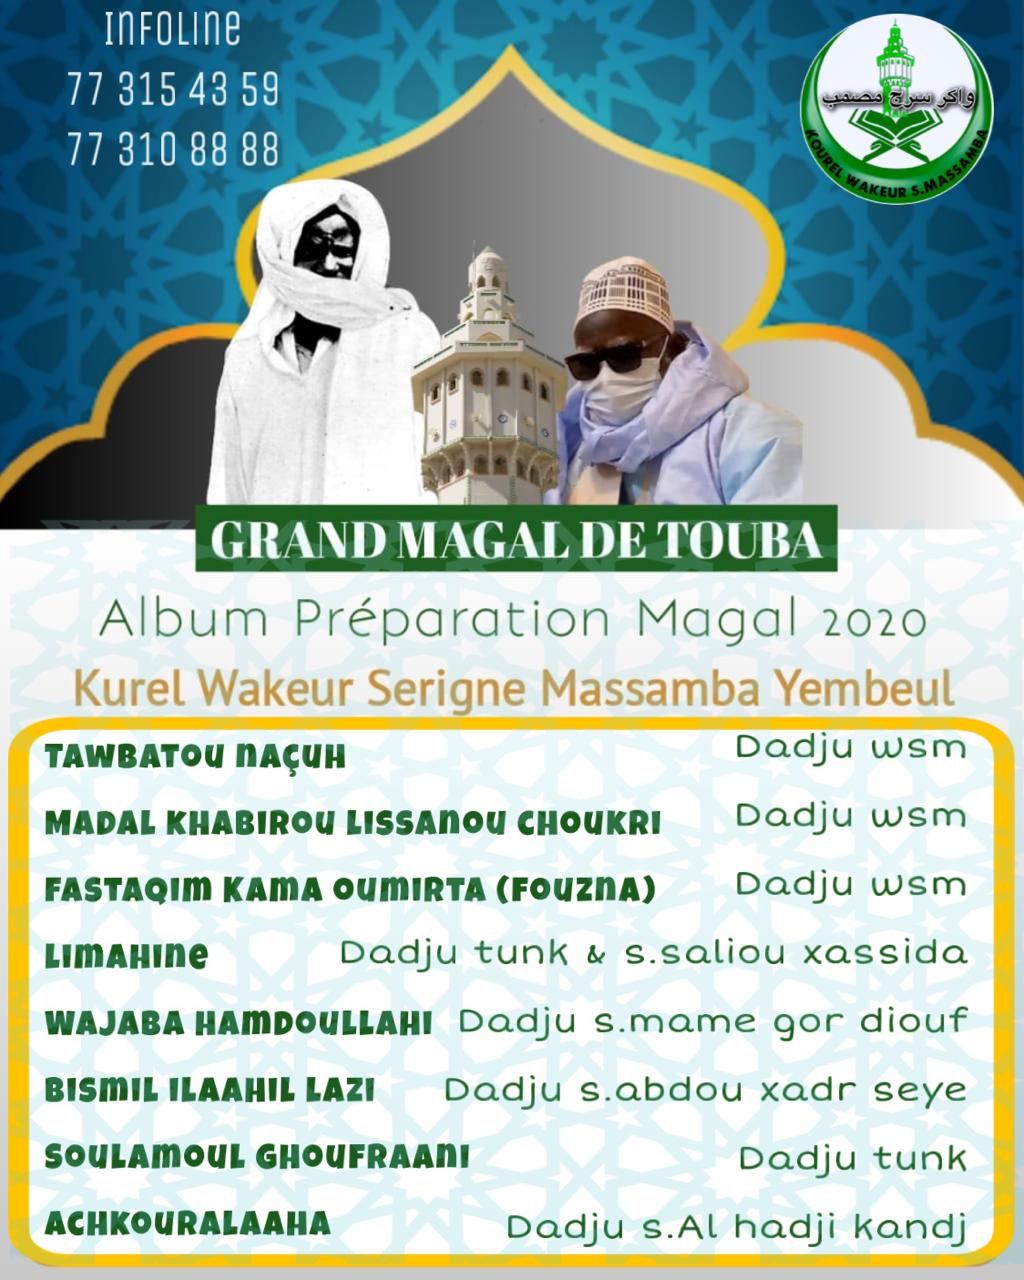 INFOLINE
77 315 43 59
77 310 88 88
واكر سرج مصمب
KOUREL WAKEUR S.MASSAMBA
GRAND MAGAL DE TOUBA
Album Préparation Magal 2020
Kurel Wakeur Serigne Massamba Yembeul
TAWBATOU NAÇUH Dadju wsm
MADAL KHABIROU LISSANOU CHOUKRI Dadju wsm
FASTAQIM KAMA OUMIRTA (FOUZNA) Dadju wsm
LIMAHINE Dadju tunk & s.saliou xassida
WAJABA HAMDOULLAHI Dadju s.mame gor diouf
BISMIL ILAAHIL LAZI Dadju s.abdou xadr seye
SOULAMOUL GHOUFRAANI Dadju tunk
ACHKOURALAAHA Dadju s.Al hadji kandj